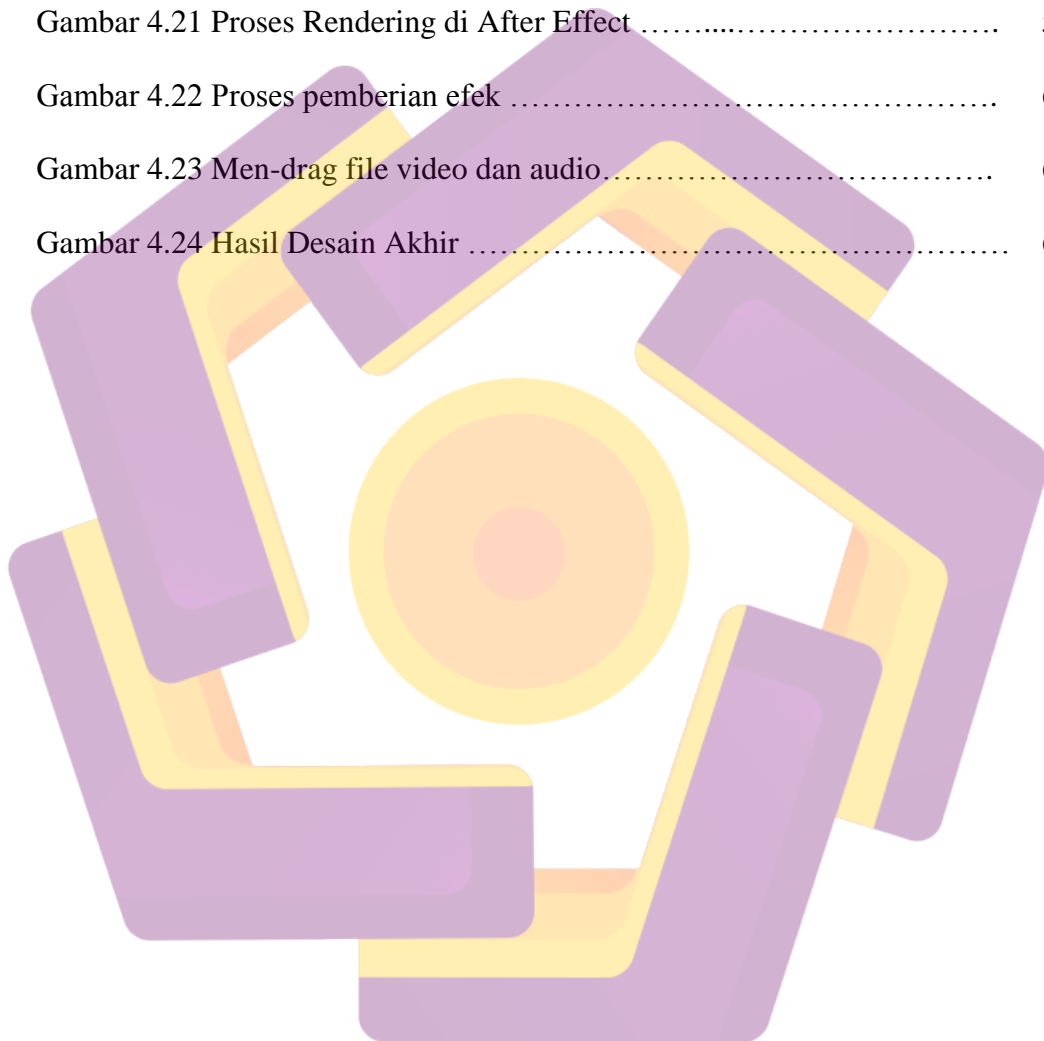 Gambar 4.21 Proses Rendering di After Effect ……....……………………….
Gambar 4.22 Proses pemberian efek ……………………………………….
Gambar 4.23 Men-drag file video dan audio……………………………….
Gambar 4.24 Hasil Desain Akhir ……………………………………………